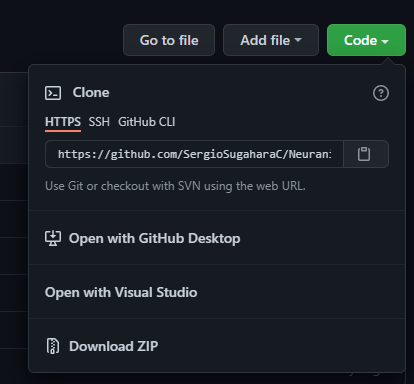 Go to file Add file Code
Clone
HTTPS SSH GitHub CLI
https://github.com/SergioSugaharaC/Neurani
Use Git or checkout with SVN using the web URL.
Open with GitHub Desktop
Open with Visual Studio
Download ZIP